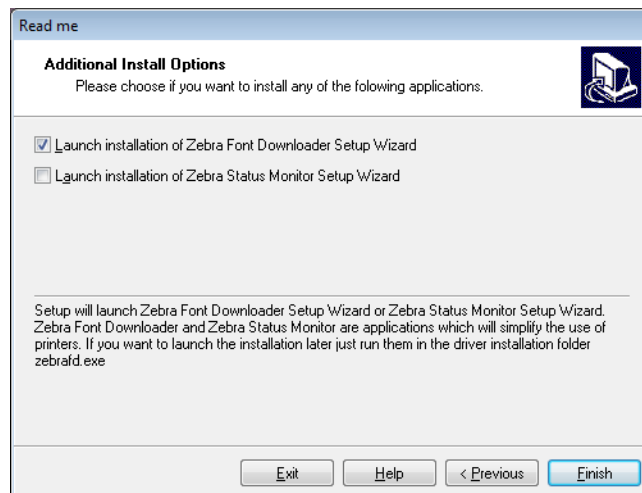 Read me
Additional Install Options
Please choose if you want to install any of the folowing applications.
Launch installation of Zebra Font Downloader Setup Wizard
Launch installation of Zebra Status Monitor Setup Wizard
Setup will launch Zebra Font Downloader Setup Wizard or Zebra Status Monitor Setup Wizard.
Zebra Font Downloader and Zebra Status Monitor are applications which will simplify the use of
printers. If you want to launch the installation later just run them in the driver installation folder
zebrafd.exe
Exit Help < Previous Finish